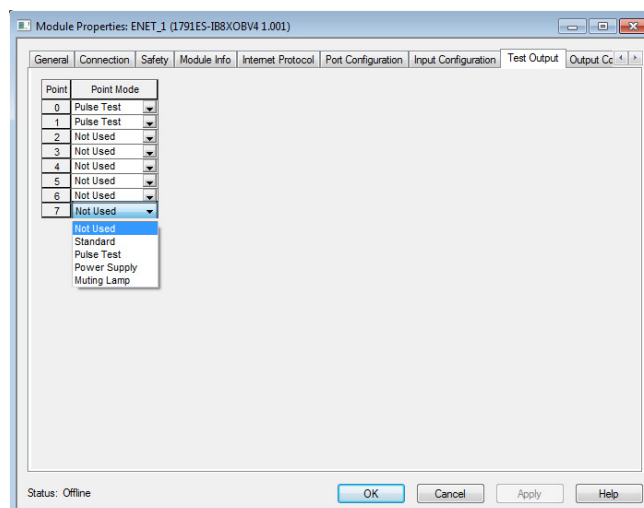 Module Properties: ENET_1 (1791ES-IB8XOBV4 1.001)
General Connection Safety Module Info Internet Protocol Port Configuration Input Configuration Test Output Output Cc
Point Point Mode
0 Pulse Test
1 Pulse Test
2 Not Used
3 Not Used
4 Not Used
5 Not Used
6 Not Used
7 Not Used
Not Used
Standard
Pulse Test
Power Supply
Muting Lamp
Status: Offline OK Cancel Apply Help